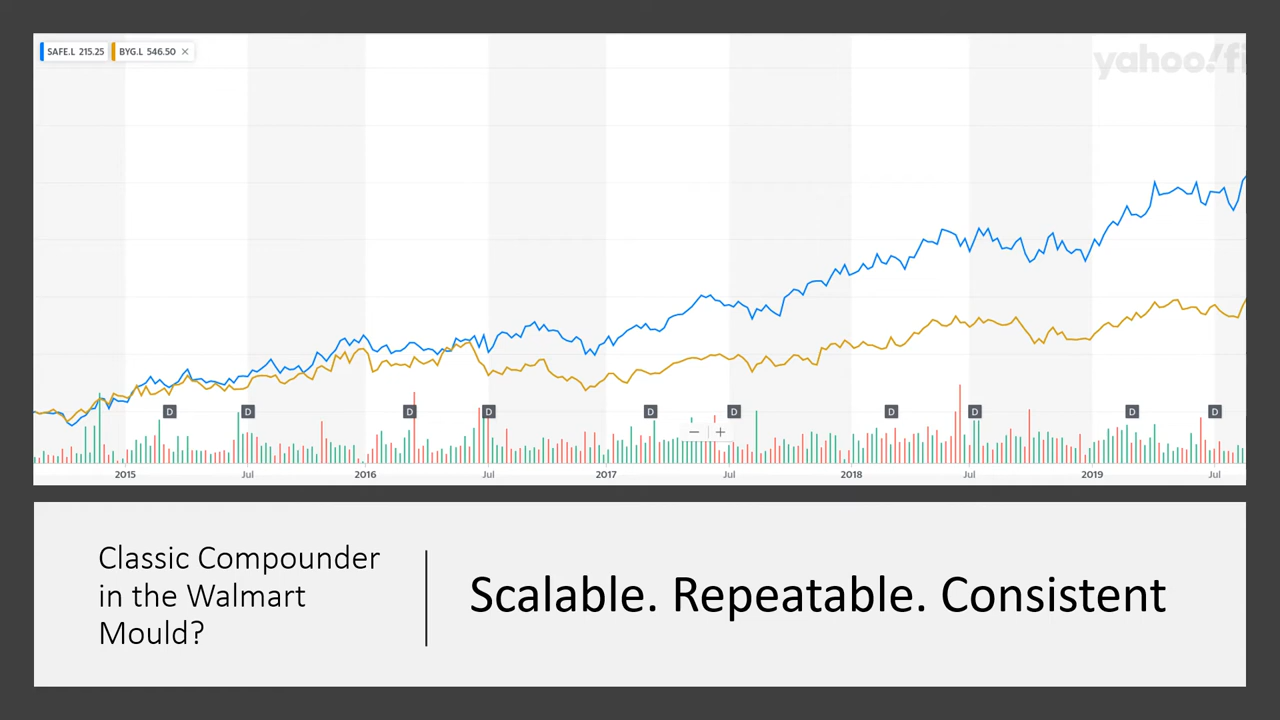 SAFE.L 215.25 BYG.L 546.50 ×
yahoo!fi
D D D D D D D D D D
2015 Jul 2016 Jul 2017 Jul 2018 Jul 2019 Jul
Classic Compounder
in the Walmart
Mould?
Scalable. Repeatable. Consistent